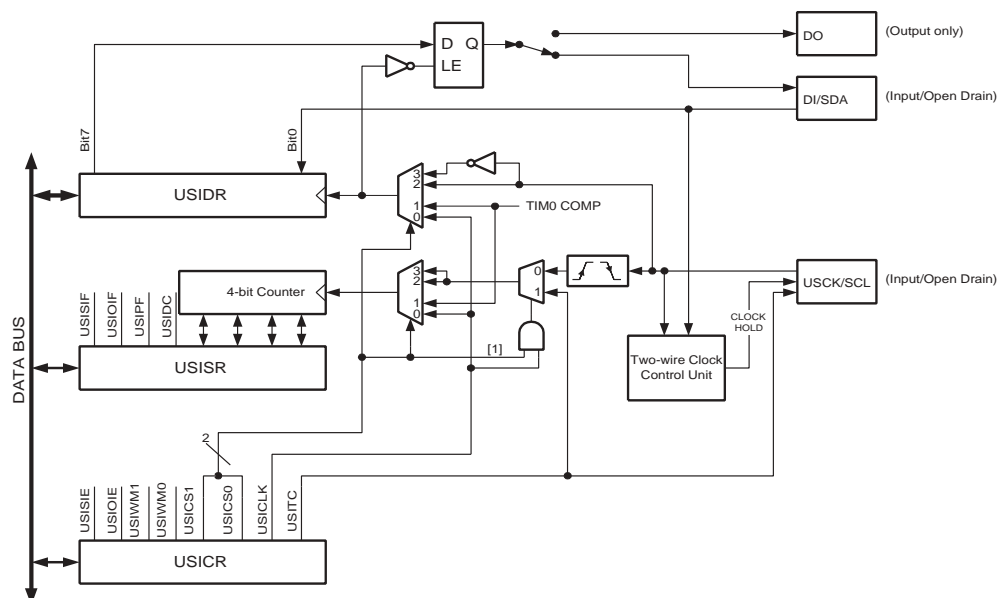 D Q
LE
DO
(Output only)
DI/SDA
(Input/Open Drain)
Bit7
Bit0
USIDR
3
2
1
0
TIM0 COMP
DATA BUS
4-bit Counter
3
2
1
0
0
1
USCK/SCL
(Input/Open Drain)
CLOCK
HOLD
USISIF
USIOIF
USIPF
USIDC
USISR
[1]
Two-wire Clock
Control Unit
2
USISIE
USIOIE
USIWM1
USIWM0
USICS1
USICS0
USICLK
USITC
USICR